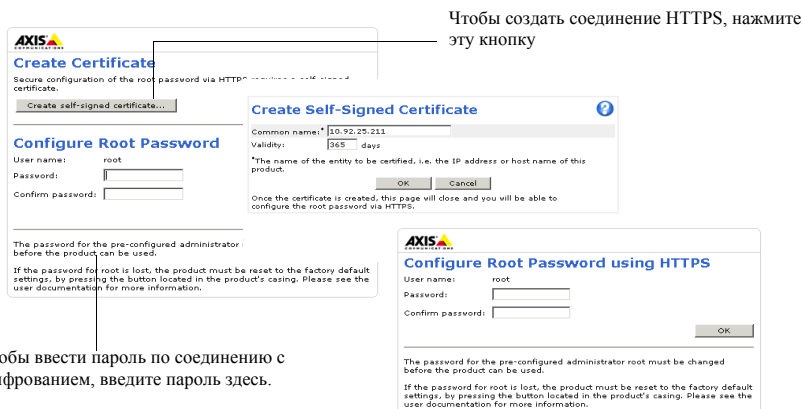 Чтобы создать соединение HTTPS, нажмите
эту кнопку
AXIS
COMMUNICATIONS
Create Certificate
Secure configuration of the root password via HTTPS requires a self-signed
certificate.
Create self-signed certificate...
Configure Root Password
User name: root
Password:
Confirm password:
The password for the pre-configured administrator
before the product can be used.
If the password for root is lost, the product must be reset to the factory default
settings, by pressing the button located in the product's casing. Please see the
user documentation for more information.
Create Self-Signed Certificate
?
Common name:* 10.92.25.211
Validity: 365 days
*The name of the entity to be certified, i.e. the IP address or host name of this
product.
OK Cancel
Once the certificate is created, this page will close and you will be able to
configure the root password via HTTPS.
AXIS
COMMUNICATIONS
Configure Root Password using HTTPS
User name: root
Password:
Confirm password:
OK
The password for the pre-configured administrator root must be changed
before the product can be used.
If the password for root is lost, the product must be reset to the factory default
settings, by pressing the button located in the product's casing. Please see the
user documentation for more information.
обы ввести пароль по соединению с
ифрованием, введите пароль здесь.